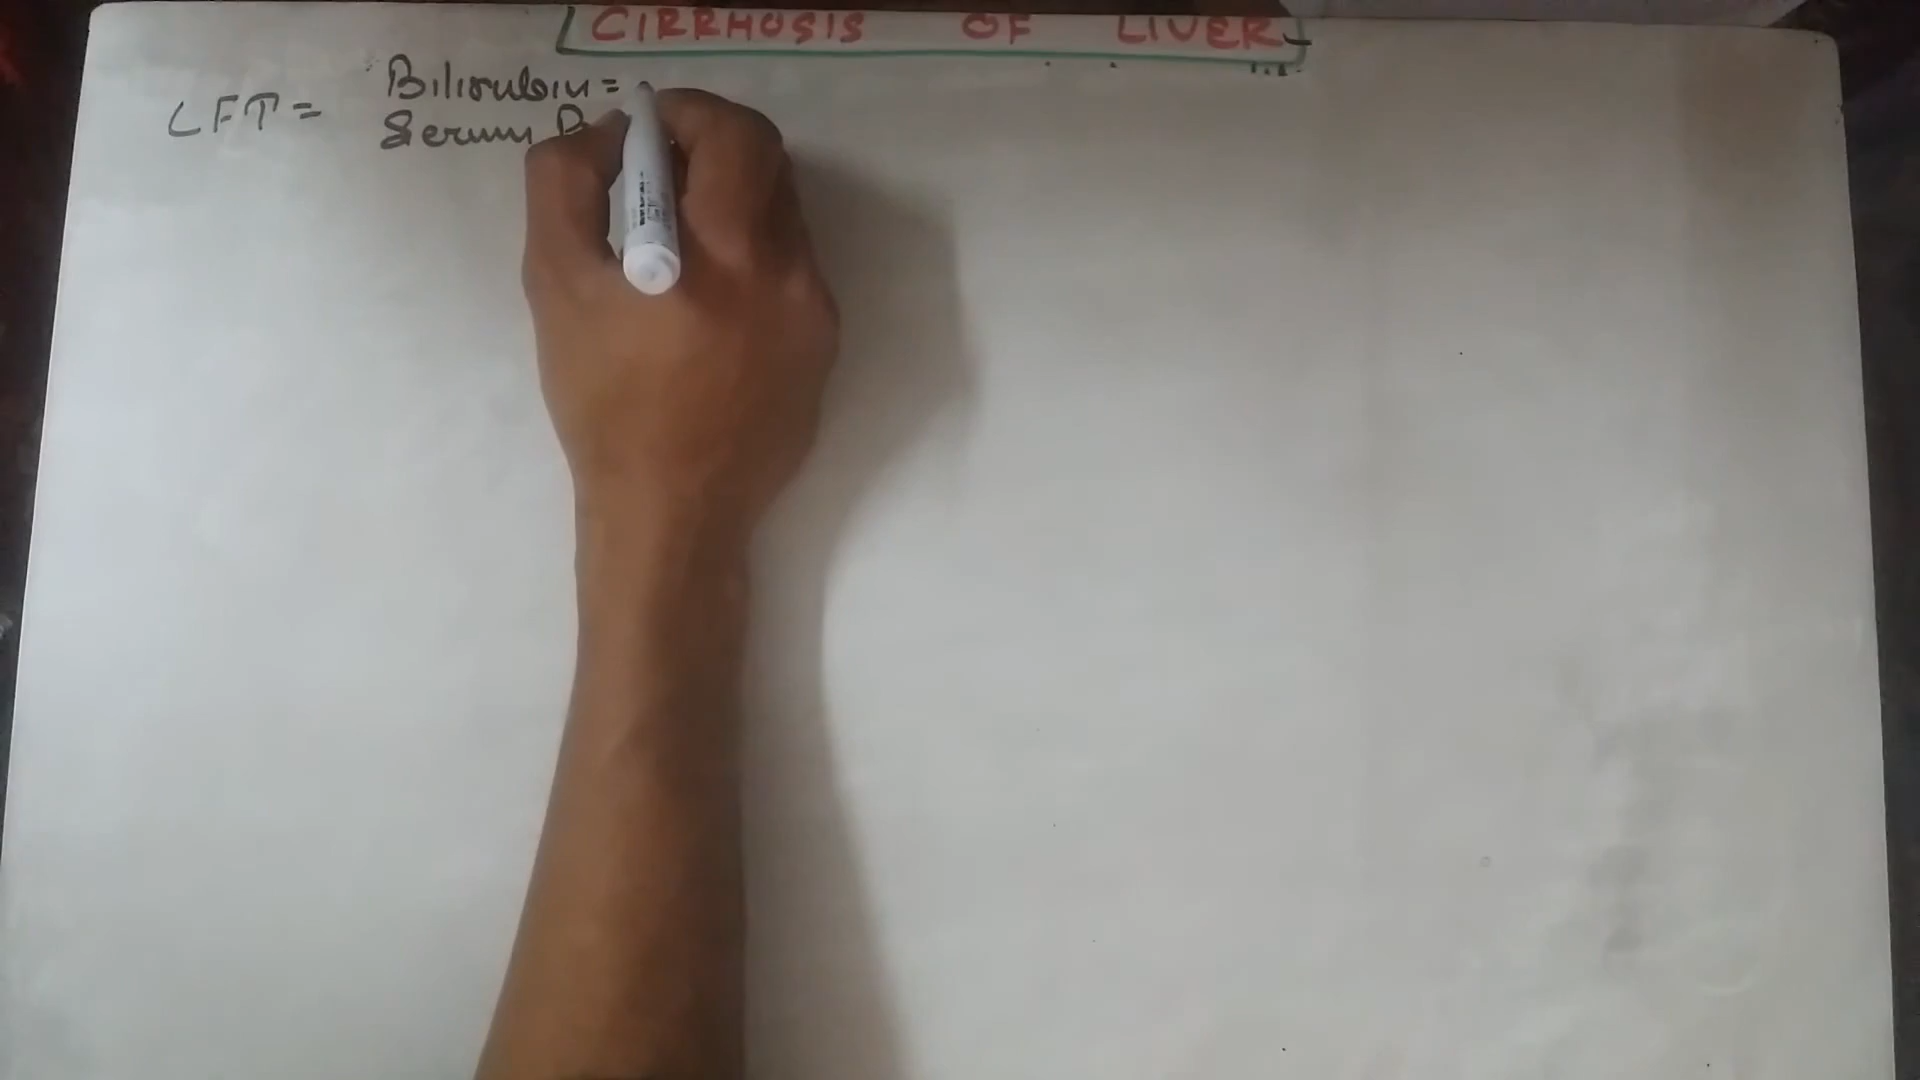 CIRRHOSIS OF LIVER
LFT = Bilirubin =
Serum